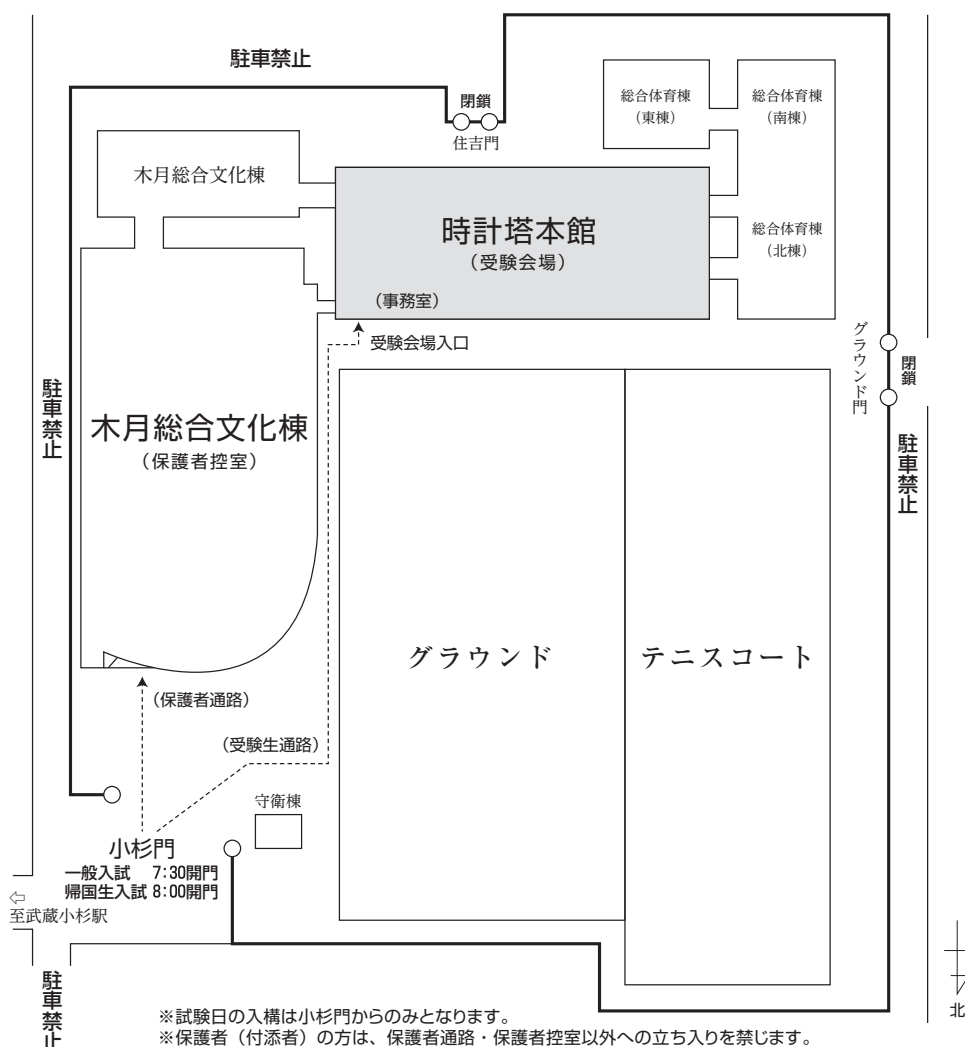 駐車禁止
閉鎖
住吉門
総合体育棟
(東棟)
総合体育棟
(南棟)
木月総合文化棟
時計塔本館
(受験会場)
総合体育棟
(北棟)
(事務室)
受験会場入口
グラウンド門
閉鎖
駐車禁止
木月総合文化棟
(保護者控室)
駐車禁止
グラウンド
テニスコート
(保護者通路)
(受験生通路)
守衛棟
小杉門
一般入試 7:30開門
帰国生入試 8:00開門
⇦
至武蔵小杉駅
駐車禁止
北
※試験日の入構は小杉門からのみとなります。
※保護者(付添者)の方は、保護者通路・保護者控室以外への立ち入りを禁じます。